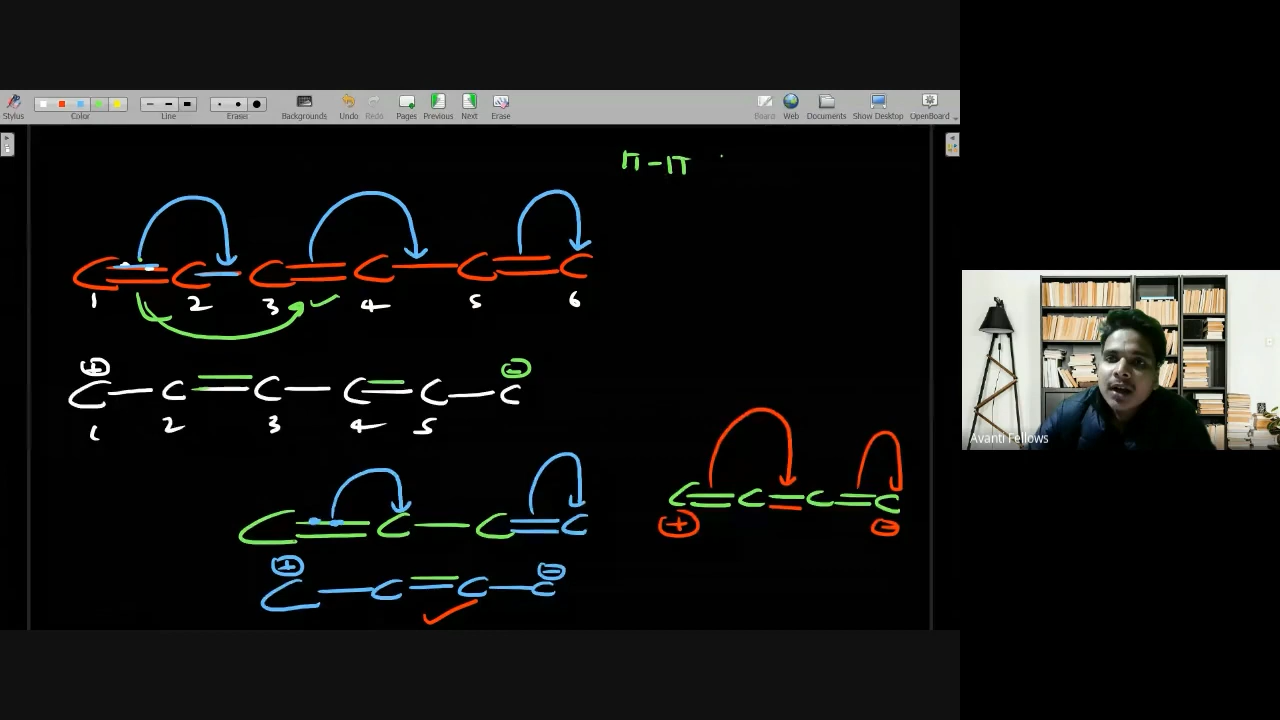 Stylus Color Line Eraser Backgrounds Undo Redo Pages Previous Next Erase Board Web Documents Show Desktop OpenBoard
π-π
C=C-C=C-C=C
1 2 3 4 5 6
⊕ ⊖
C-C=C-C=C-C
1 2 3 4 5
C=C-C=C
C=C=C=C
⊕ ⊖
⊕ ⊖
C-C=C-C
Avanti Fellows